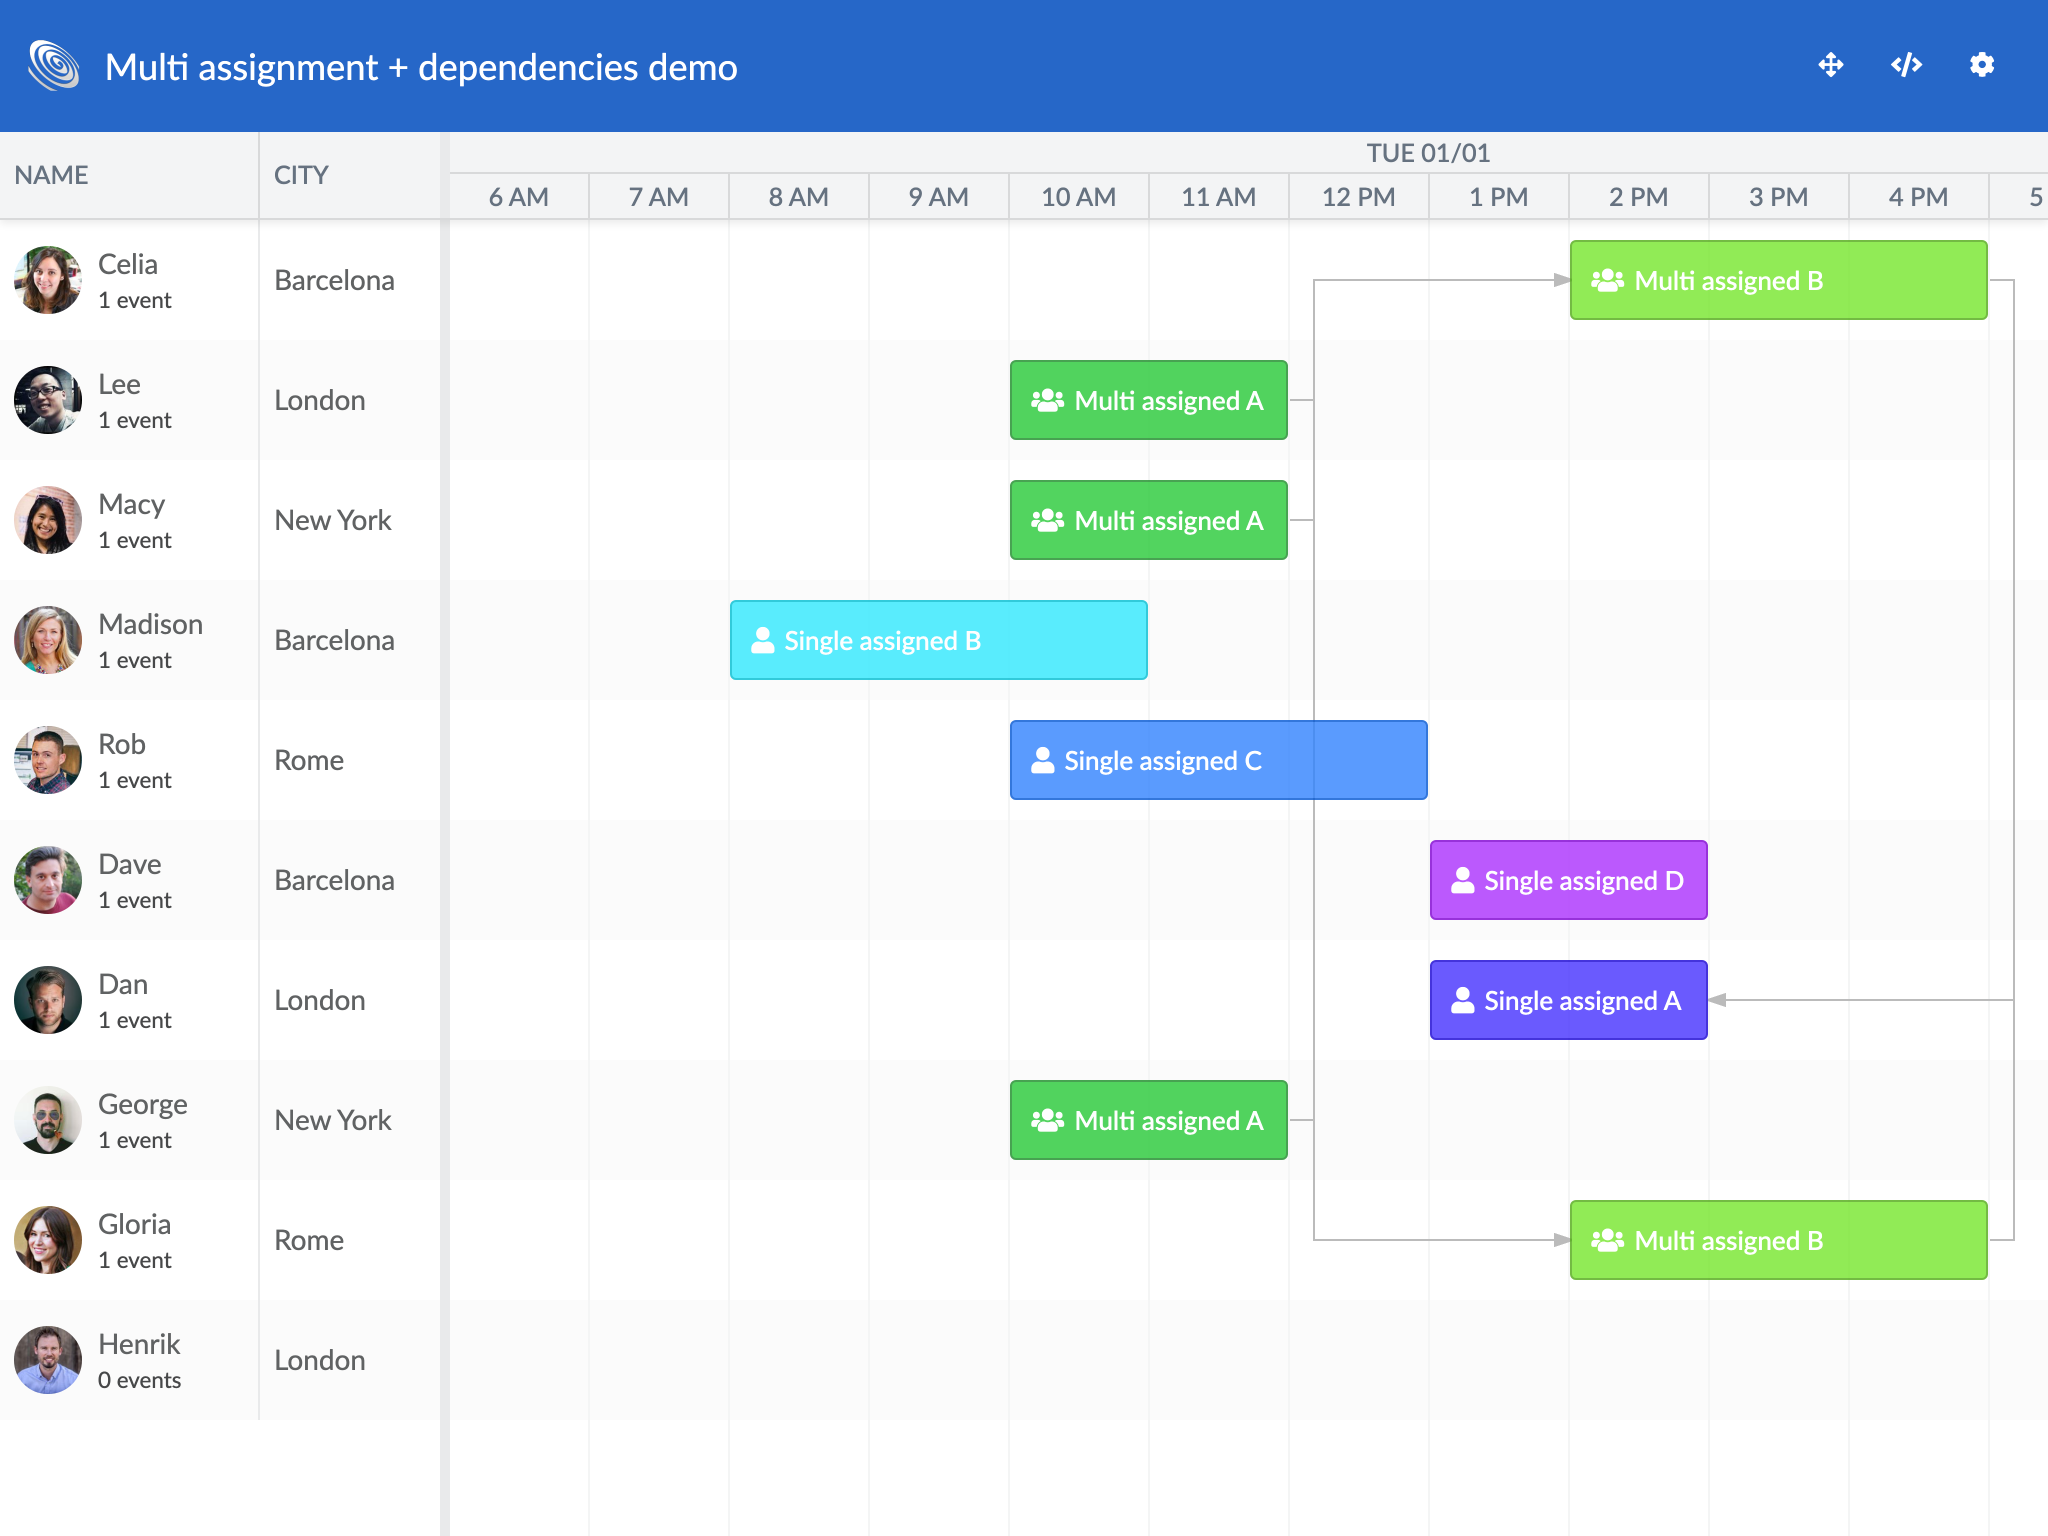 Multi assignment + dependencies demo
NAME
CITY
TUE 01/01
6 AM
7 AM
8 AM
9 AM
10 AM
11 AM
12 PM
1 PM
2 PM
3 PM
4 PM
5
Celia
1 event
Barcelona
Multi assigned B
Lee
1 event
London
Multi assigned A
Macy
1 event
New York
Multi assigned A
Madison
1 event
Barcelona
Single assigned B
Rob
1 event
Rome
Single assigned C
Dave
1 event
Barcelona
Single assigned D
Dan
1 event
London
Single assigned A
George
1 event
New York
Multi assigned A
Gloria
1 event
Rome
Multi assigned B
Henrik
0 events
London